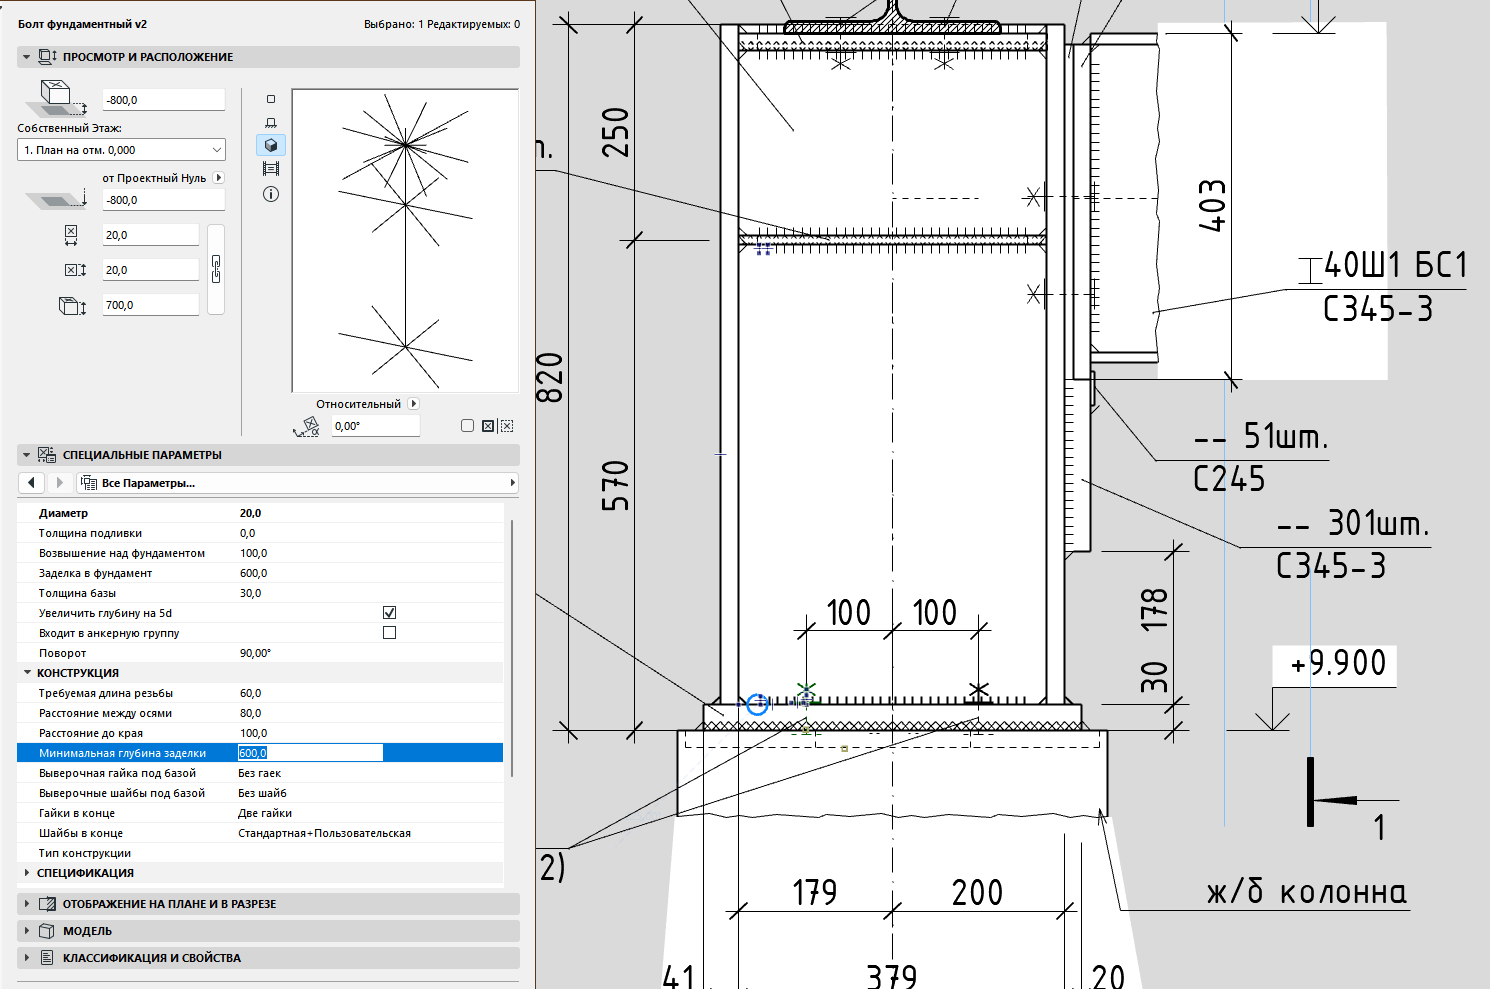 Болт фундаментный v2
Выбрано: 1 Редактируемых: 0
ПРОСМОТР И РАСПОЛОЖЕНИЕ
-800,0
Собственный Этаж:
1. План на отм. 0,000
от Проектный Нуль
-800,0
20,0
20,0
700,0
Относительный
0,00°
СПЕЦИАЛЬНЫЕ ПАРАМЕТРЫ
Все Параметры...
Диаметр 20,0
Толщина подливки 0,0
Возвышение над фундаментом 100,0
Заделка в фундамент 600,0
Толщина базы 30,0
Увеличить глубину на 5d
Входит в анкерную группу
Поворот 90,00°
КОНСТРУКЦИЯ
Требуемая длина резьбы 60,0
Расстояние между осями 80,0
Расстояние до края 100,0
Минимальная глубина заделки 600,0
Выверочная гайка под базой Без гаек
Выверочные шайбы под базой Без шайб
Гайки в конце Две гайки
Шайбы в конце Стандартная+Пользовательская
Тип конструкции
СПЕЦИФИКАЦИЯ
ОТОБРАЖЕНИЕ НА ПЛАНЕ И В РАЗРЕЗЕ
МОДЕЛЬ
КЛАССИФИКАЦИЯ И СВОЙСТВА
250
820
570
403
40Ш1 БС1
С345-3
-- 51шт.
С245
-- 301шт.
С345-3
100 100
178
30
+9.900
1
2)
179 200
ж/б колонна
41 379 20